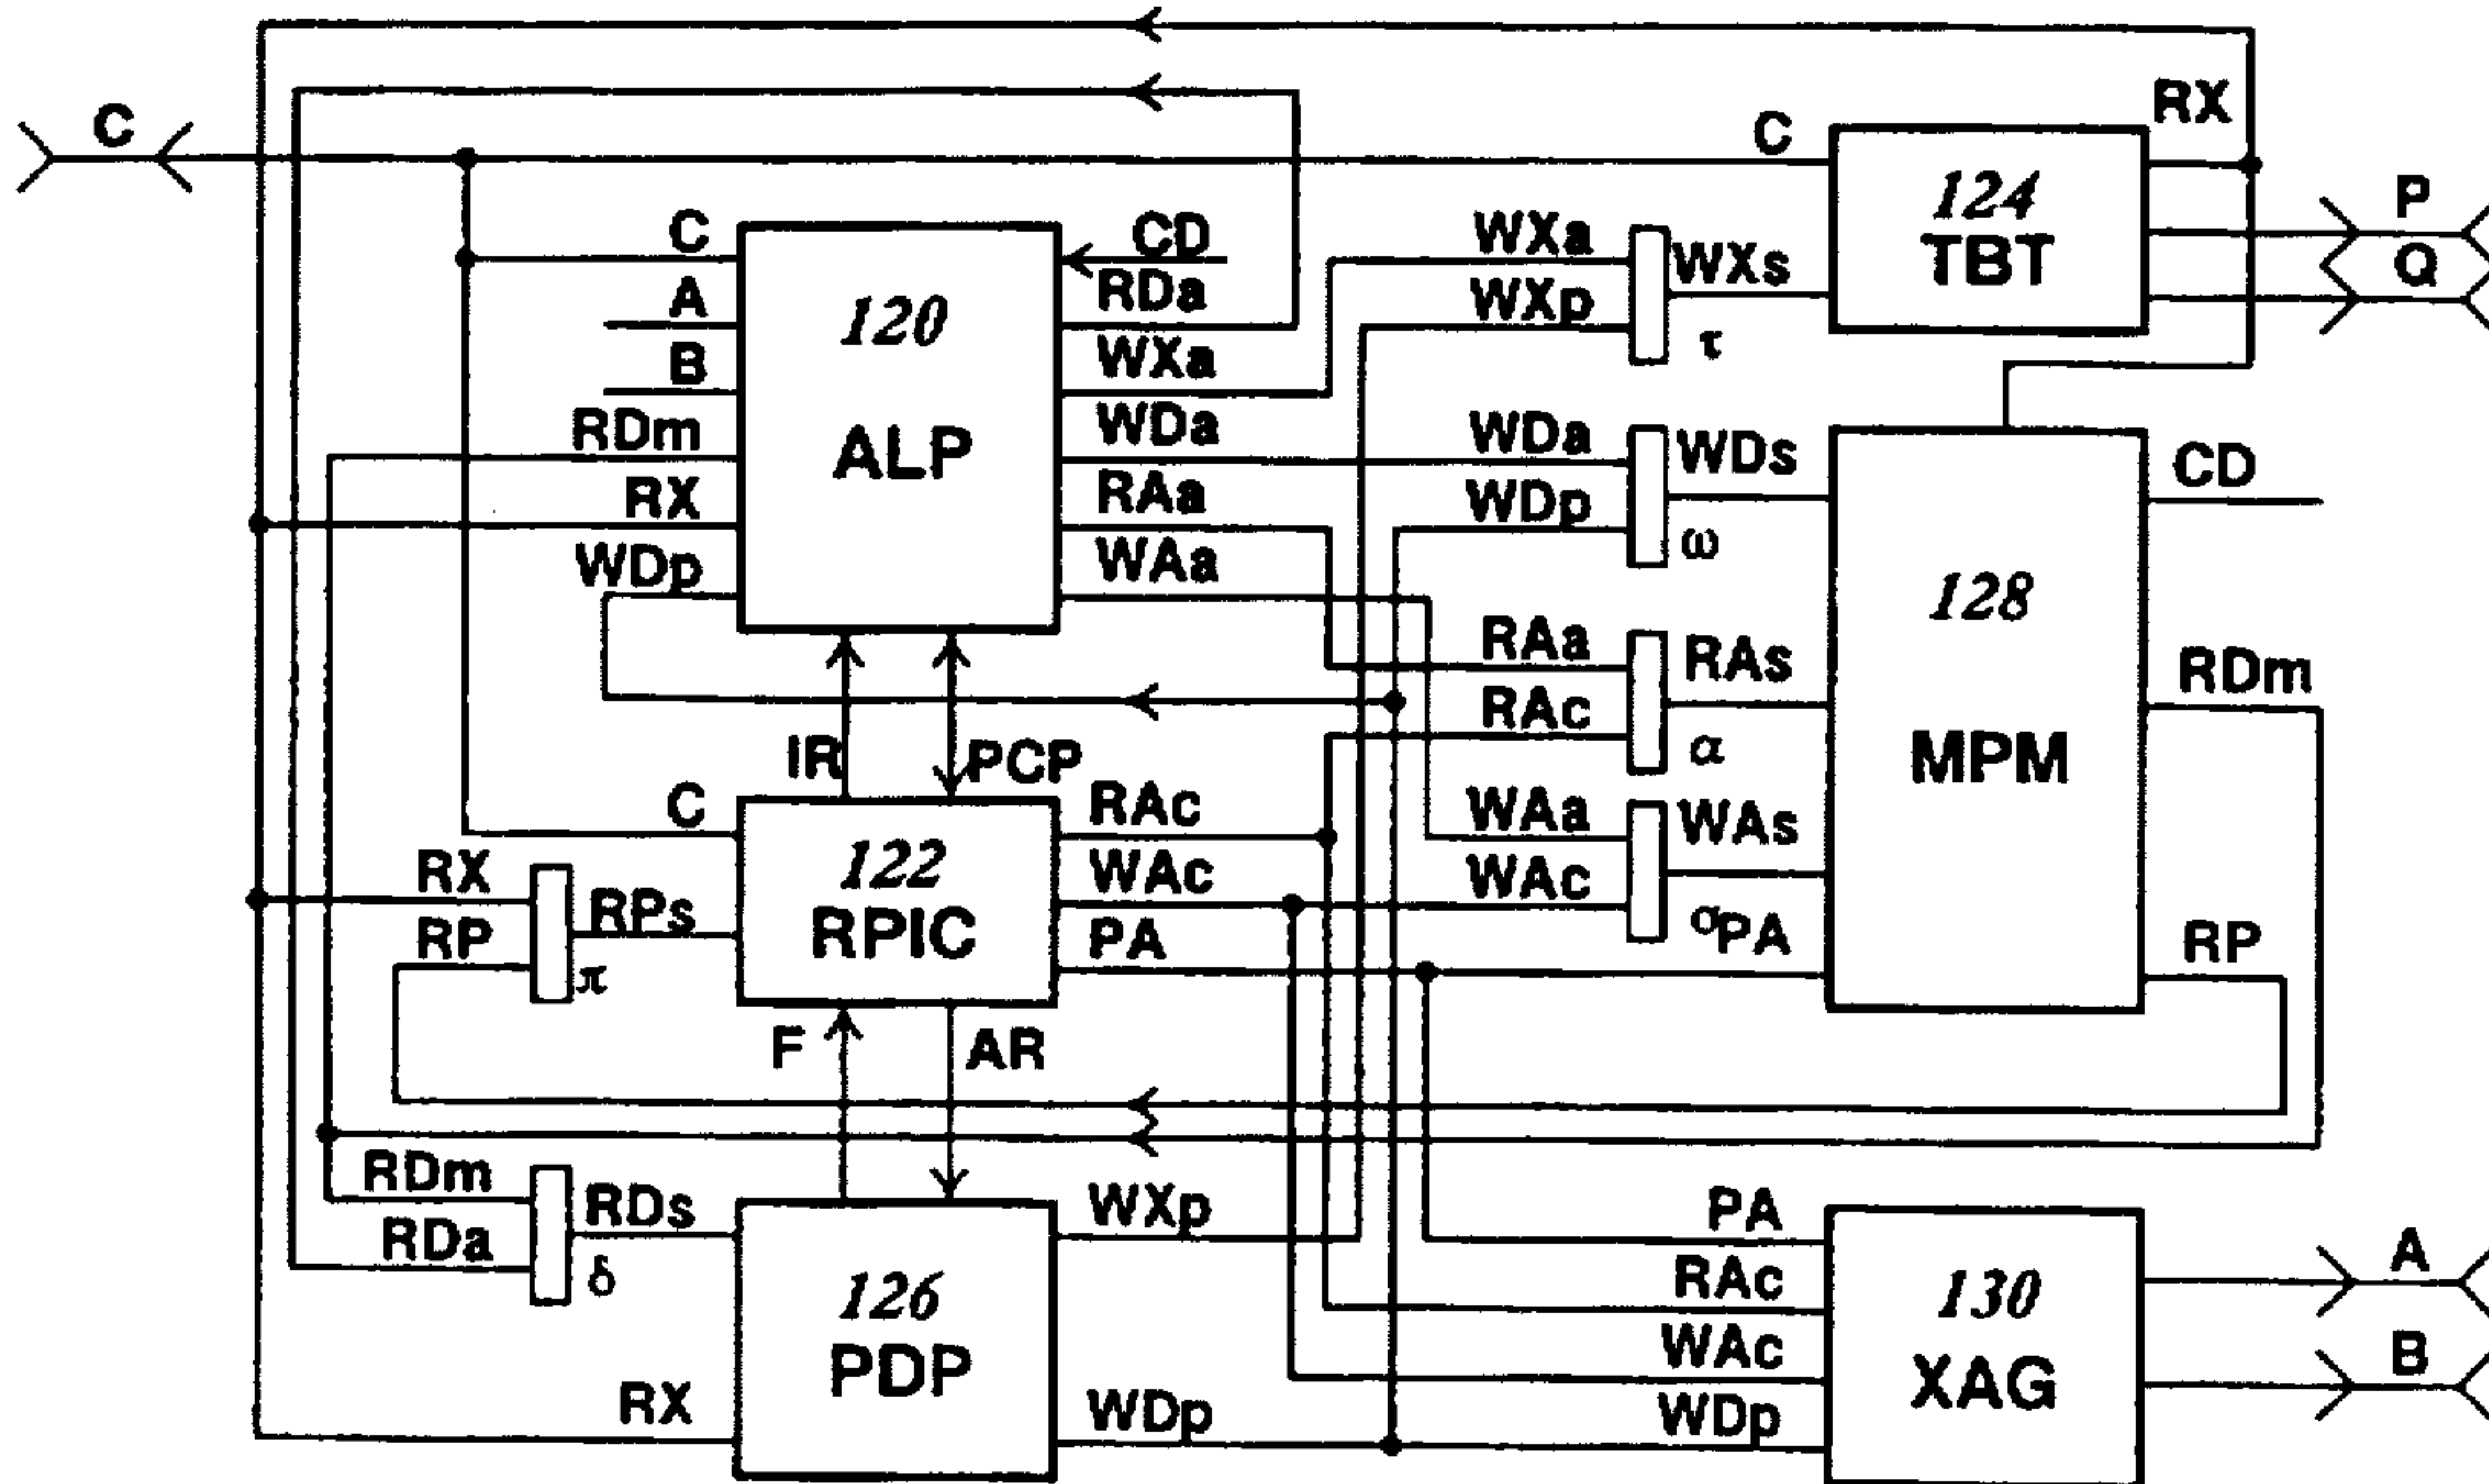 C
C
RX
124
TBT
P
Q
C
A
B
RDm
RX
WDp
120
ALP
CD
RDa
WXa
WDa
RAa
WAa
WXa
WXp
WXs
τ
WDa
WDp
WDs
ω
RAa
RAc
RAs
α
WAa
WAc
WAs
σ
PA
128
MPM
CD
RDm
RP
IR
PCP
C
RX
RP
RPs
π
122
RPIC
RAc
WAc
PA
F
AR
RDm
RDa
RDs
δ
RX
126
PDP
WXp
WDp
PA
RAc
WAc
WDp
130
XAG
A
B